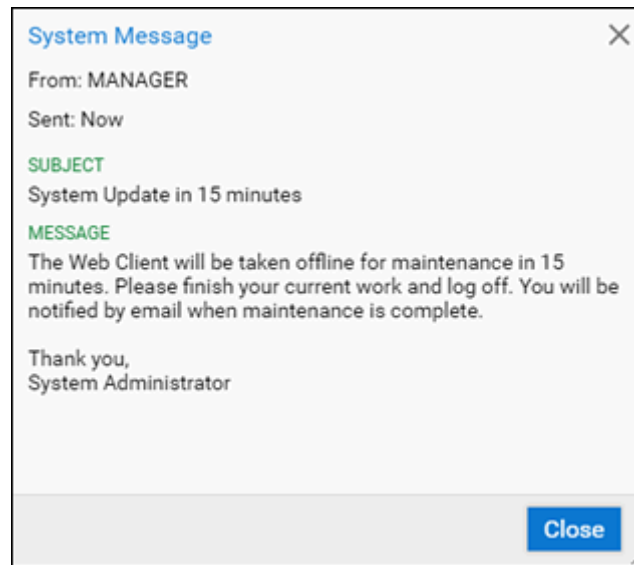 System Message
From: MANAGER
Sent: Now
SUBJECT
System Update in 15 minutes
MESSAGE
The Web Client will be taken offline for maintenance in 15
minutes. Please finish your current work and log off. You will be
notified by email when maintenance is complete.
Thank you,
System Administrator
Close